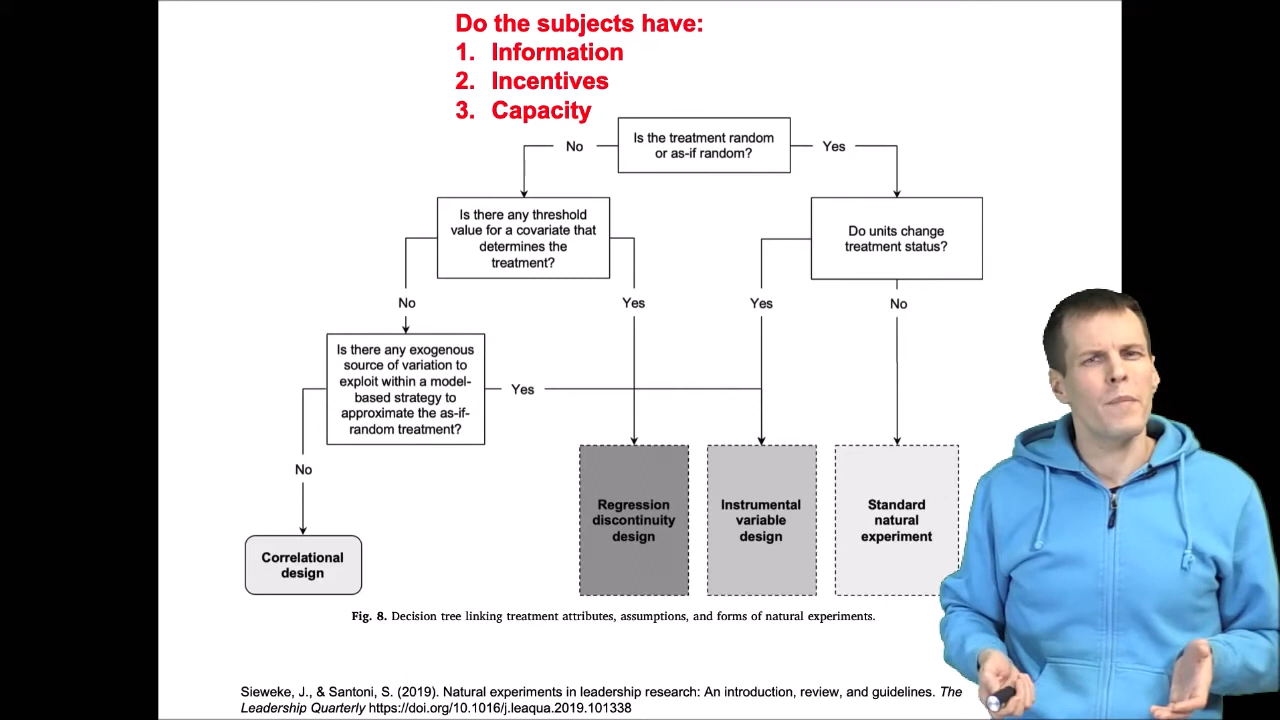 Do the subjects have:
1. Information
2. Incentives
3. Capacity
Is the treatment random
or as-if random?
No
Yes
Is there any threshold
value for a covariate that
determines the
treatment?
Do units change
treatment status?
No
Yes
Yes
No
Is there any exogenous
source of variation to
exploit within a model-
based strategy to
approximate the as-if-
random treatment?
Yes
No
Regression
discontinuity
design
Instrumental
variable
design
Standard
natural
experiment
Correlational
design
Fig. 8. Decision tree linking treatment attributes, assumptions, and forms of natural experiments.
Sieweke, J., & Santoni, S. (2019). Natural experiments in leadership research: An introduction, review, and guidelines. The
Leadership Quarterly https://doi.org/10.1016/j.leaqua.2019.101338